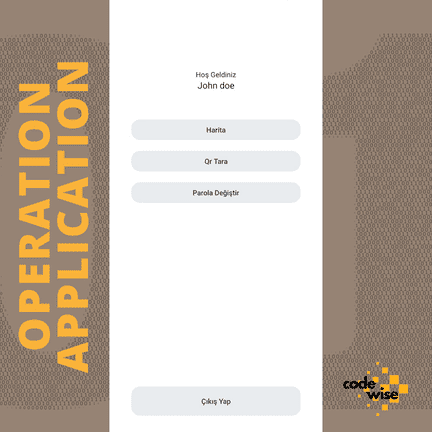 OPERATION
APPLICATION
Hoş Geldiniz
John doe
Harita
Qr Tara
Parola Değiştir
Çıkış Yap
code
wise